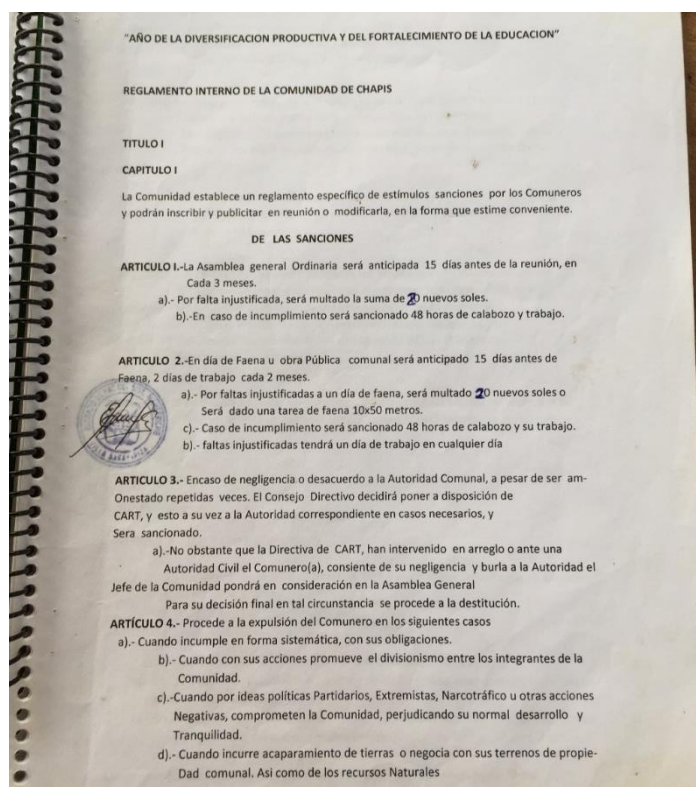 "AÑO DE LA DIVERSIFICACION PRODUCTIVA Y DEL FORTALECIMIENTO DE LA EDUCACION"
REGLAMENTO INTERNO DE LA COMUNIDAD DE CHAPIS
TITULO I
CAPITULO I
La Comunidad establece un reglamento específico de estímulos sanciones por los Comuneros
y podrán inscribir y publicitar en reunión o modificarla, en la forma que estime conveniente.
DE LAS SANCIONES
ARTICULO I.-La Asamblea general Ordinaria será anticipada 15 días antes de la reunión, en
Cada 3 meses.
a).- Por falta injustificada, será multado la suma de 20 nuevos soles.
b).-En caso de incumplimiento será sancionado 48 horas de calabozo y trabajo.
ARTICULO 2.-En día de Faena u obra Pública comunal será anticipado 15 días antes de
Faena, 2 días de trabajo cada 2 meses.
a).- Por faltas injustificadas a un día de faena, será multado 20 nuevos soles o
Será dado una tarea de faena 10x50 metros.
c).- Caso de incumplimiento será sancionado 48 horas de calabozo y su trabajo.
b).- faltas injustificadas tendrá un día de trabajo en cualquier día
ARTICULO 3.- Encaso de negligencia o desacuerdo a la Autoridad Comunal, a pesar de ser am-
Onestado repetidas veces. El Consejo Directivo decidirá poner a disposición de
CART, y esto a su vez a la Autoridad correspondiente en casos necesarios, y
Sera sancionado.
a).-No obstante que la Directiva de CART, han intervenido en arreglo o ante una
Autoridad Civil el Comunero(a), consiente de su negligencia y burla a la Autoridad el
Jefe de la Comunidad pondrá en consideración en la Asamblea General
Para su decisión final en tal circunstancia se procede a la destitución.
ARTÍCULO 4.- Procede a la expulsión del Comunero en los siguientes casos
a).- Cuando incumple en forma sistemática, con sus obligaciones.
b).- Cuando con sus acciones promueve el divisionismo entre los integrantes de la
Comunidad.
c).-Cuando por ideas políticas Partidarios, Extremistas, Narcotráfico u otras acciones
Negativas, comprometen la Comunidad, perjudicando su normal desarrollo y
Tranquilidad.
d).- Cuando incurre acaparamiento de tierras o negocia con sus terrenos de propie-
Dad comunal. Asi como de los recursos Naturales